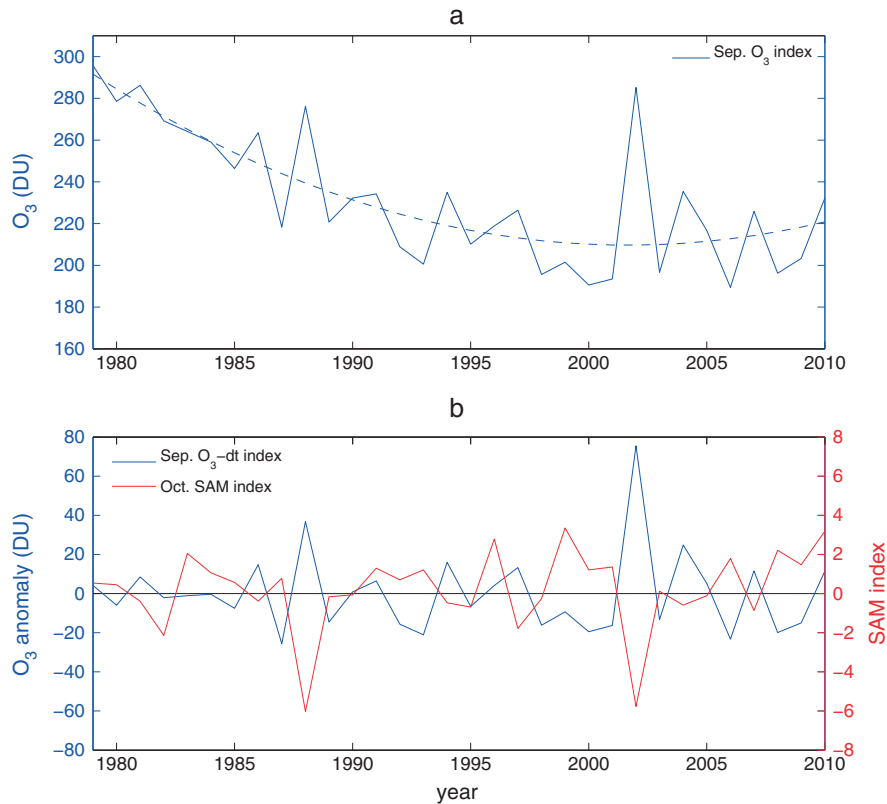 a
O3 (DU)
300
280
260
240
220
200
180
160
Sep. O3 index
1980 1985 1990 1995 2000 2005 2010
b
O3 anomaly (DU)
80
60
40
20
0
−20
−40
−60
−80
Sep. O3-dt index
Oct. SAM index
8
6
4
2
0
−2
−4
−6
−8
SAM index
1980 1985 1990 1995 2000 2005 2010
year